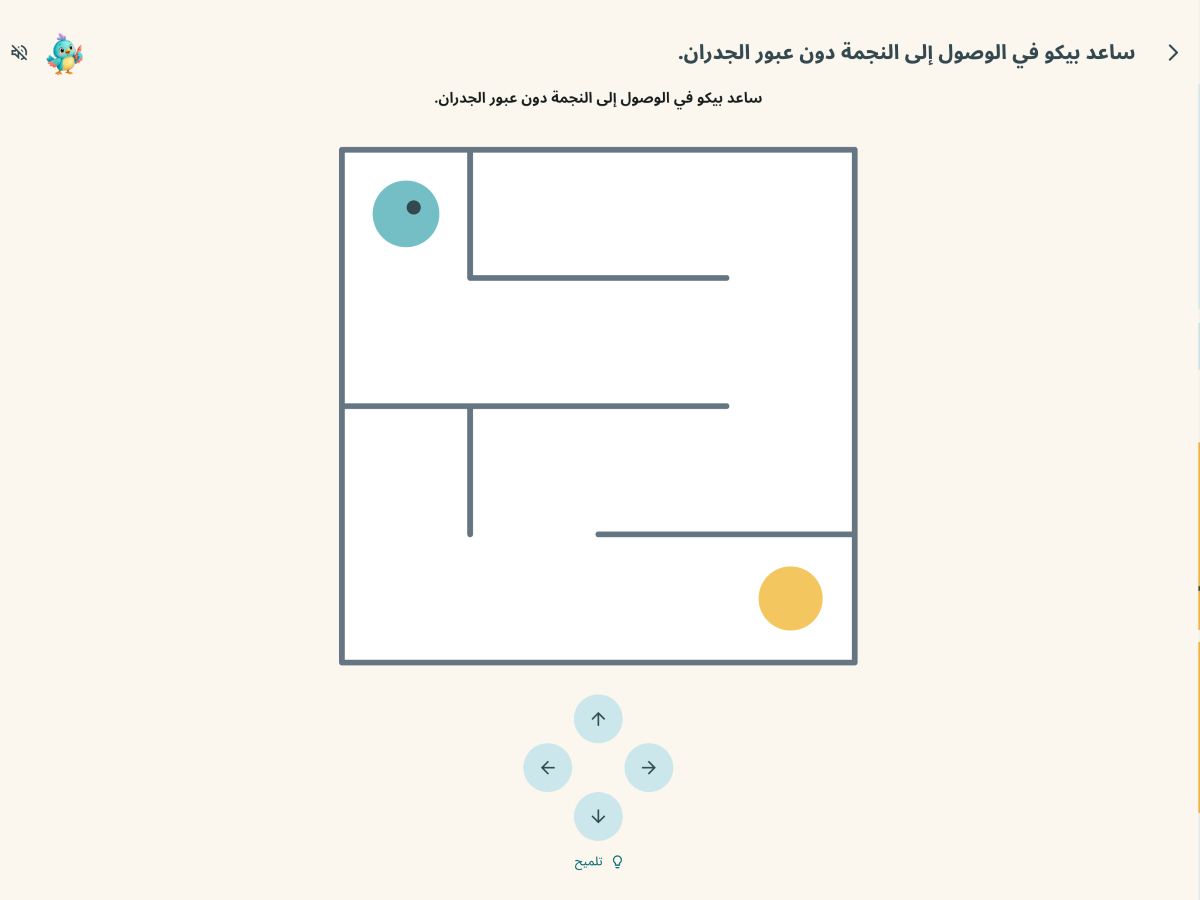 ساعد بيكو في الوصول إلى النجمة دون عبور الجدران.
ساعد بيكو في الوصول إلى النجمة دون عبور الجدران.
تلميح